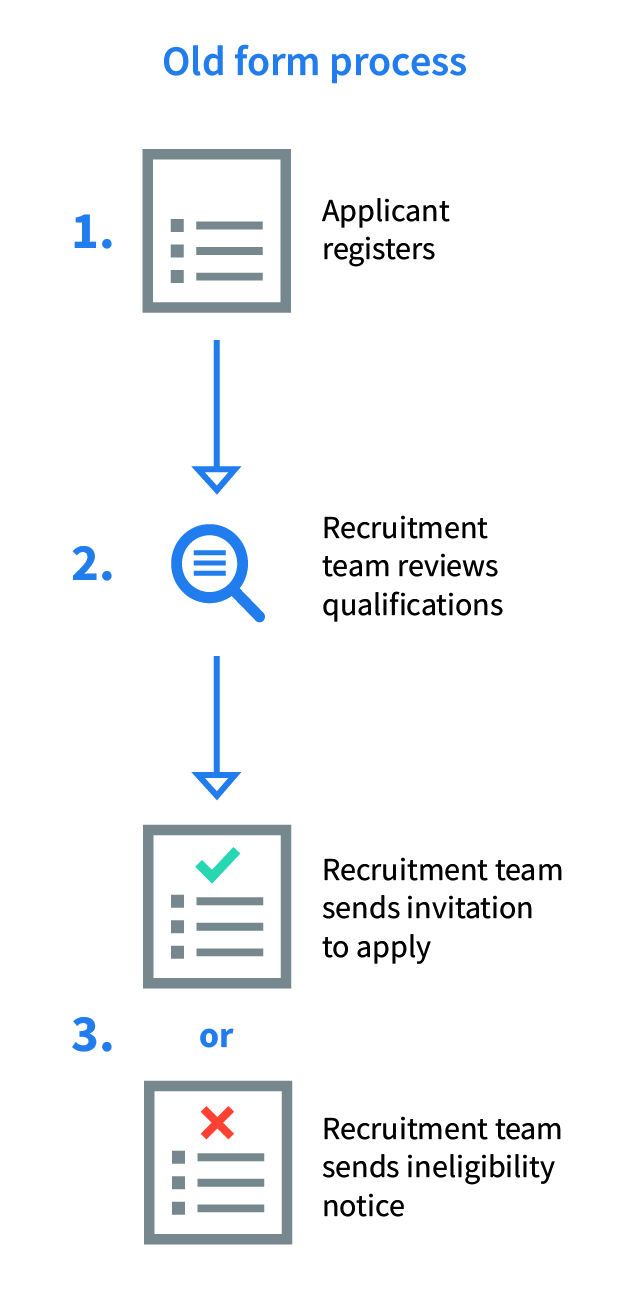 Old form process
1.
Applicant
registers
2.
Recruitment
team reviews
qualifications
Recruitment team
sends invitation
to apply
3.
or
Recruitment team
sends ineligibility
notice